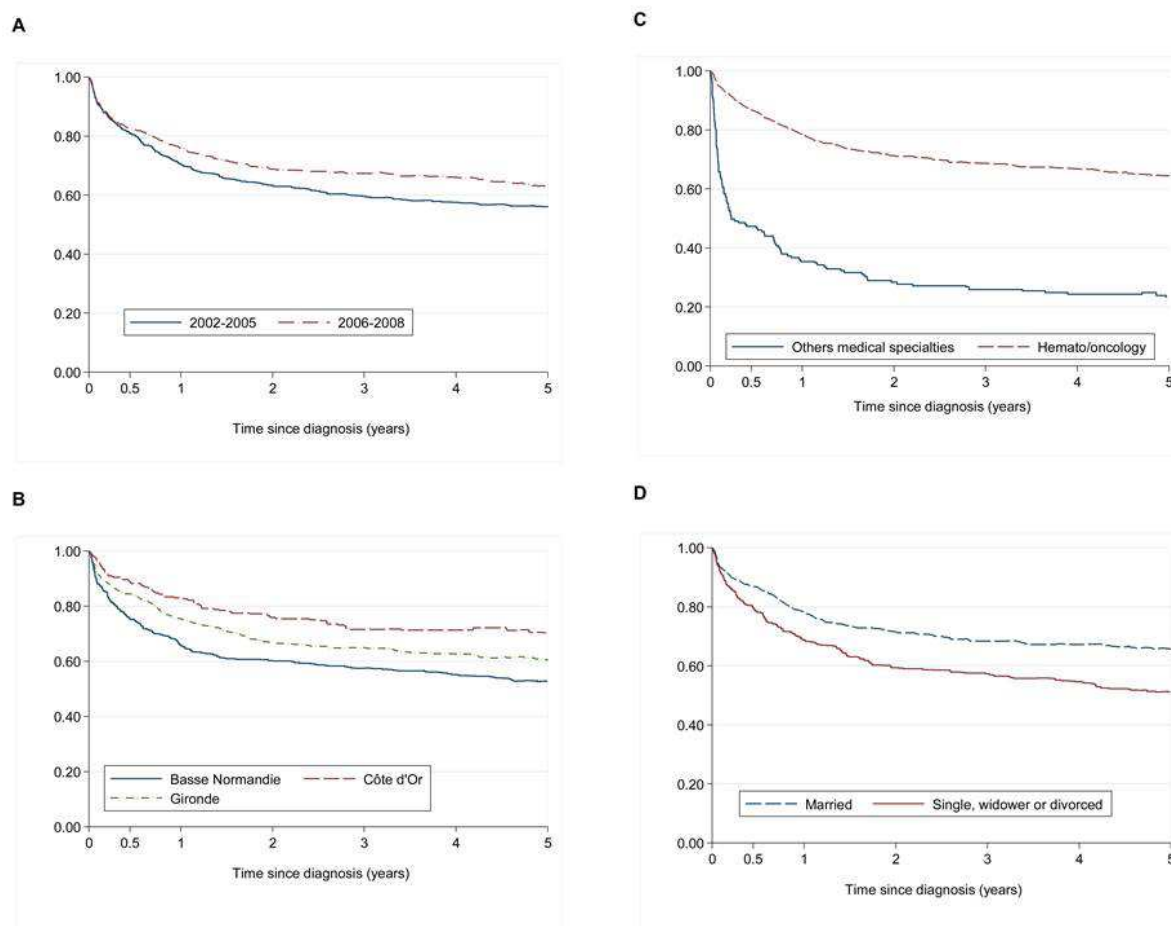 A
1.00
0.80
0.60
0.40
0.20
0.00
2002-2005 2006-2008
0 0.5 1 2 3 4 5
Time since diagnosis (years)
B
1.00
0.80
0.60
0.40
0.20
0.00
Basse Normandie Côte d'Or
Gironde
0 0.5 1 2 3 4 5
Time since diagnosis (years)
C
1.00
0.80
0.60
0.40
0.20
0.00
Others medical specialties Hemato/oncology
0 0.5 1 2 3 4 5
Time since diagnosis (years)
D
1.00
0.80
0.60
0.40
0.20
0.00
Married Single, widower or divorced
0 0.5 1 2 3 4 5
Time since diagnosis (years)